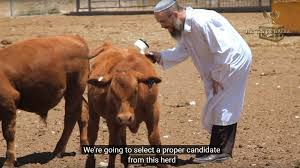 We're going to select a proper candidate
from this herd